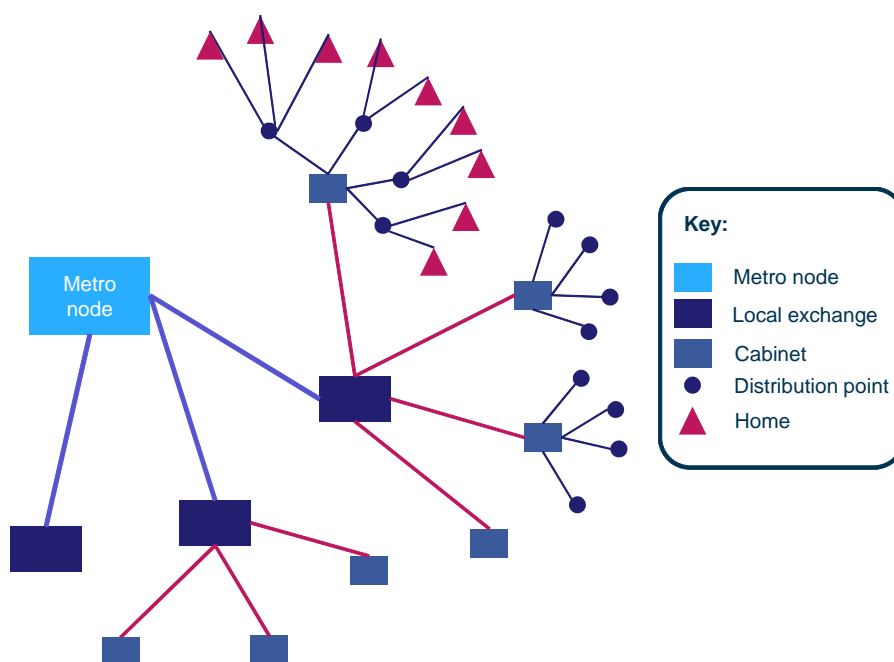 Metro
node
Key:
Metro node
Local exchange
Cabinet
Distribution point
Home